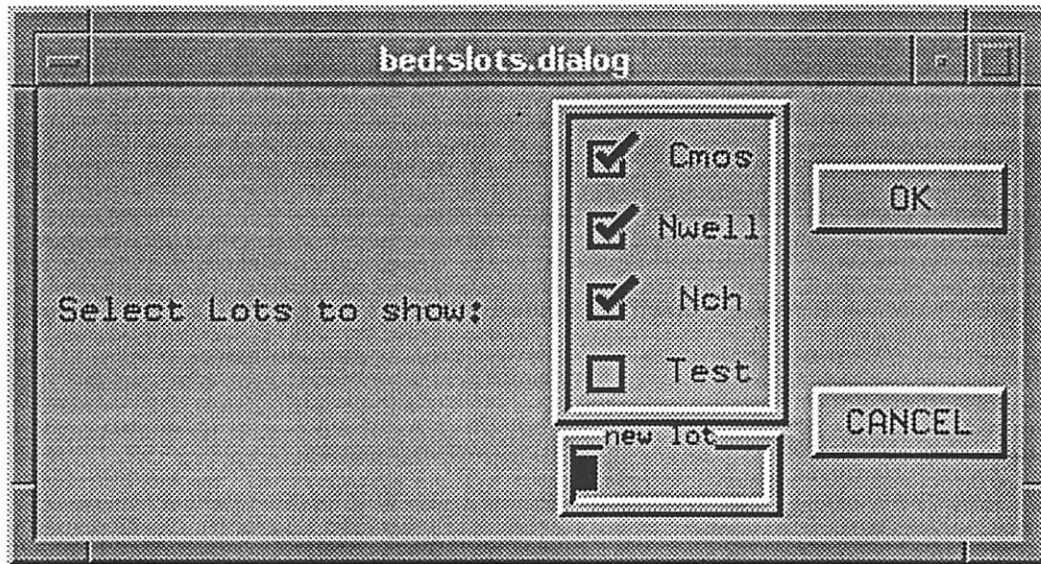 bed:slots.dialog
Cmos
OK
Nwell
Select Lots to show:
Nch
Test
CANCEL
new lot